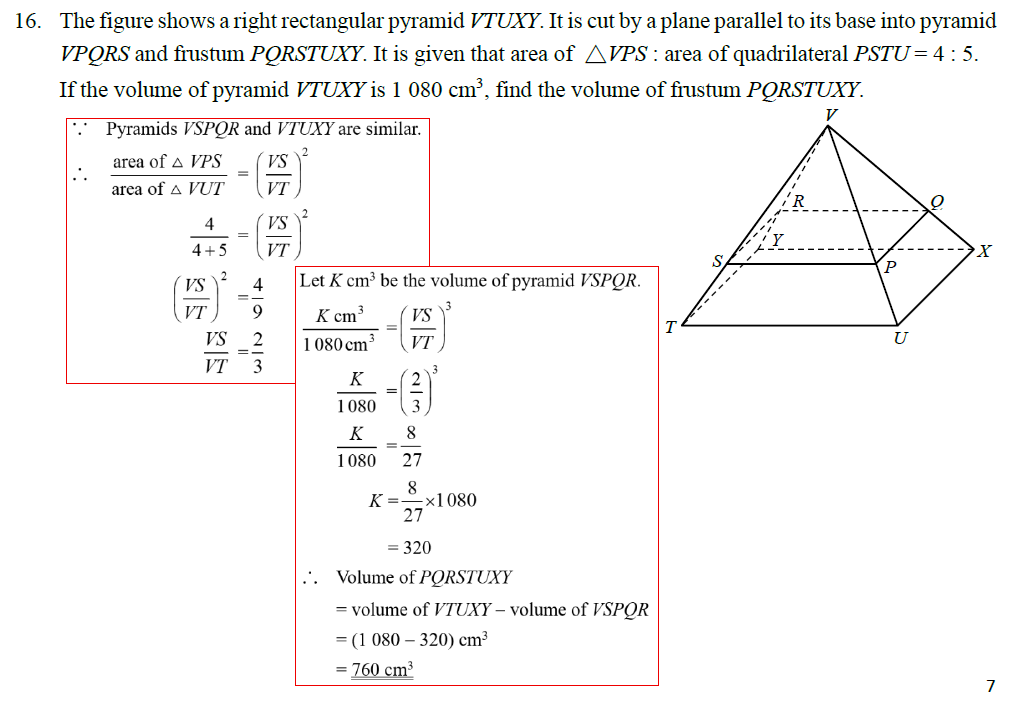 16. The figure shows a right rectangular pyramid VTUXY. It is cut by a plane parallel to its base into pyramid
VPQRS and frustum PQRSTUXY. It is given that area of △VPS : area of quadrilateral PSTU = 4 : 5.
If the volume of pyramid VTUXY is 1 080 cm³, find the volume of frustum PQRSTUXY.
∵ Pyramids VSPQR and VTUXY are similar.
∴ area of △ VPS / area of △ VUT = (VS/VT)²
4/(4+5) = (VS/VT)²
(VS/VT)² = 4/9
VS/VT = 2/3
Let K cm³ be the volume of pyramid VSPQR.
K cm³ / 1 080 cm³ = (VS/VT)³
K/1 080 = (2/3)³
K/1 080 = 8/27
K = 8/27 ×1 080
= 320
∴ Volume of PQRSTUXY
= volume of VTUXY – volume of VSPQR
= (1 080 – 320) cm³
= 760 cm³
V
R
Q
Y
X
S
P
T
U
7